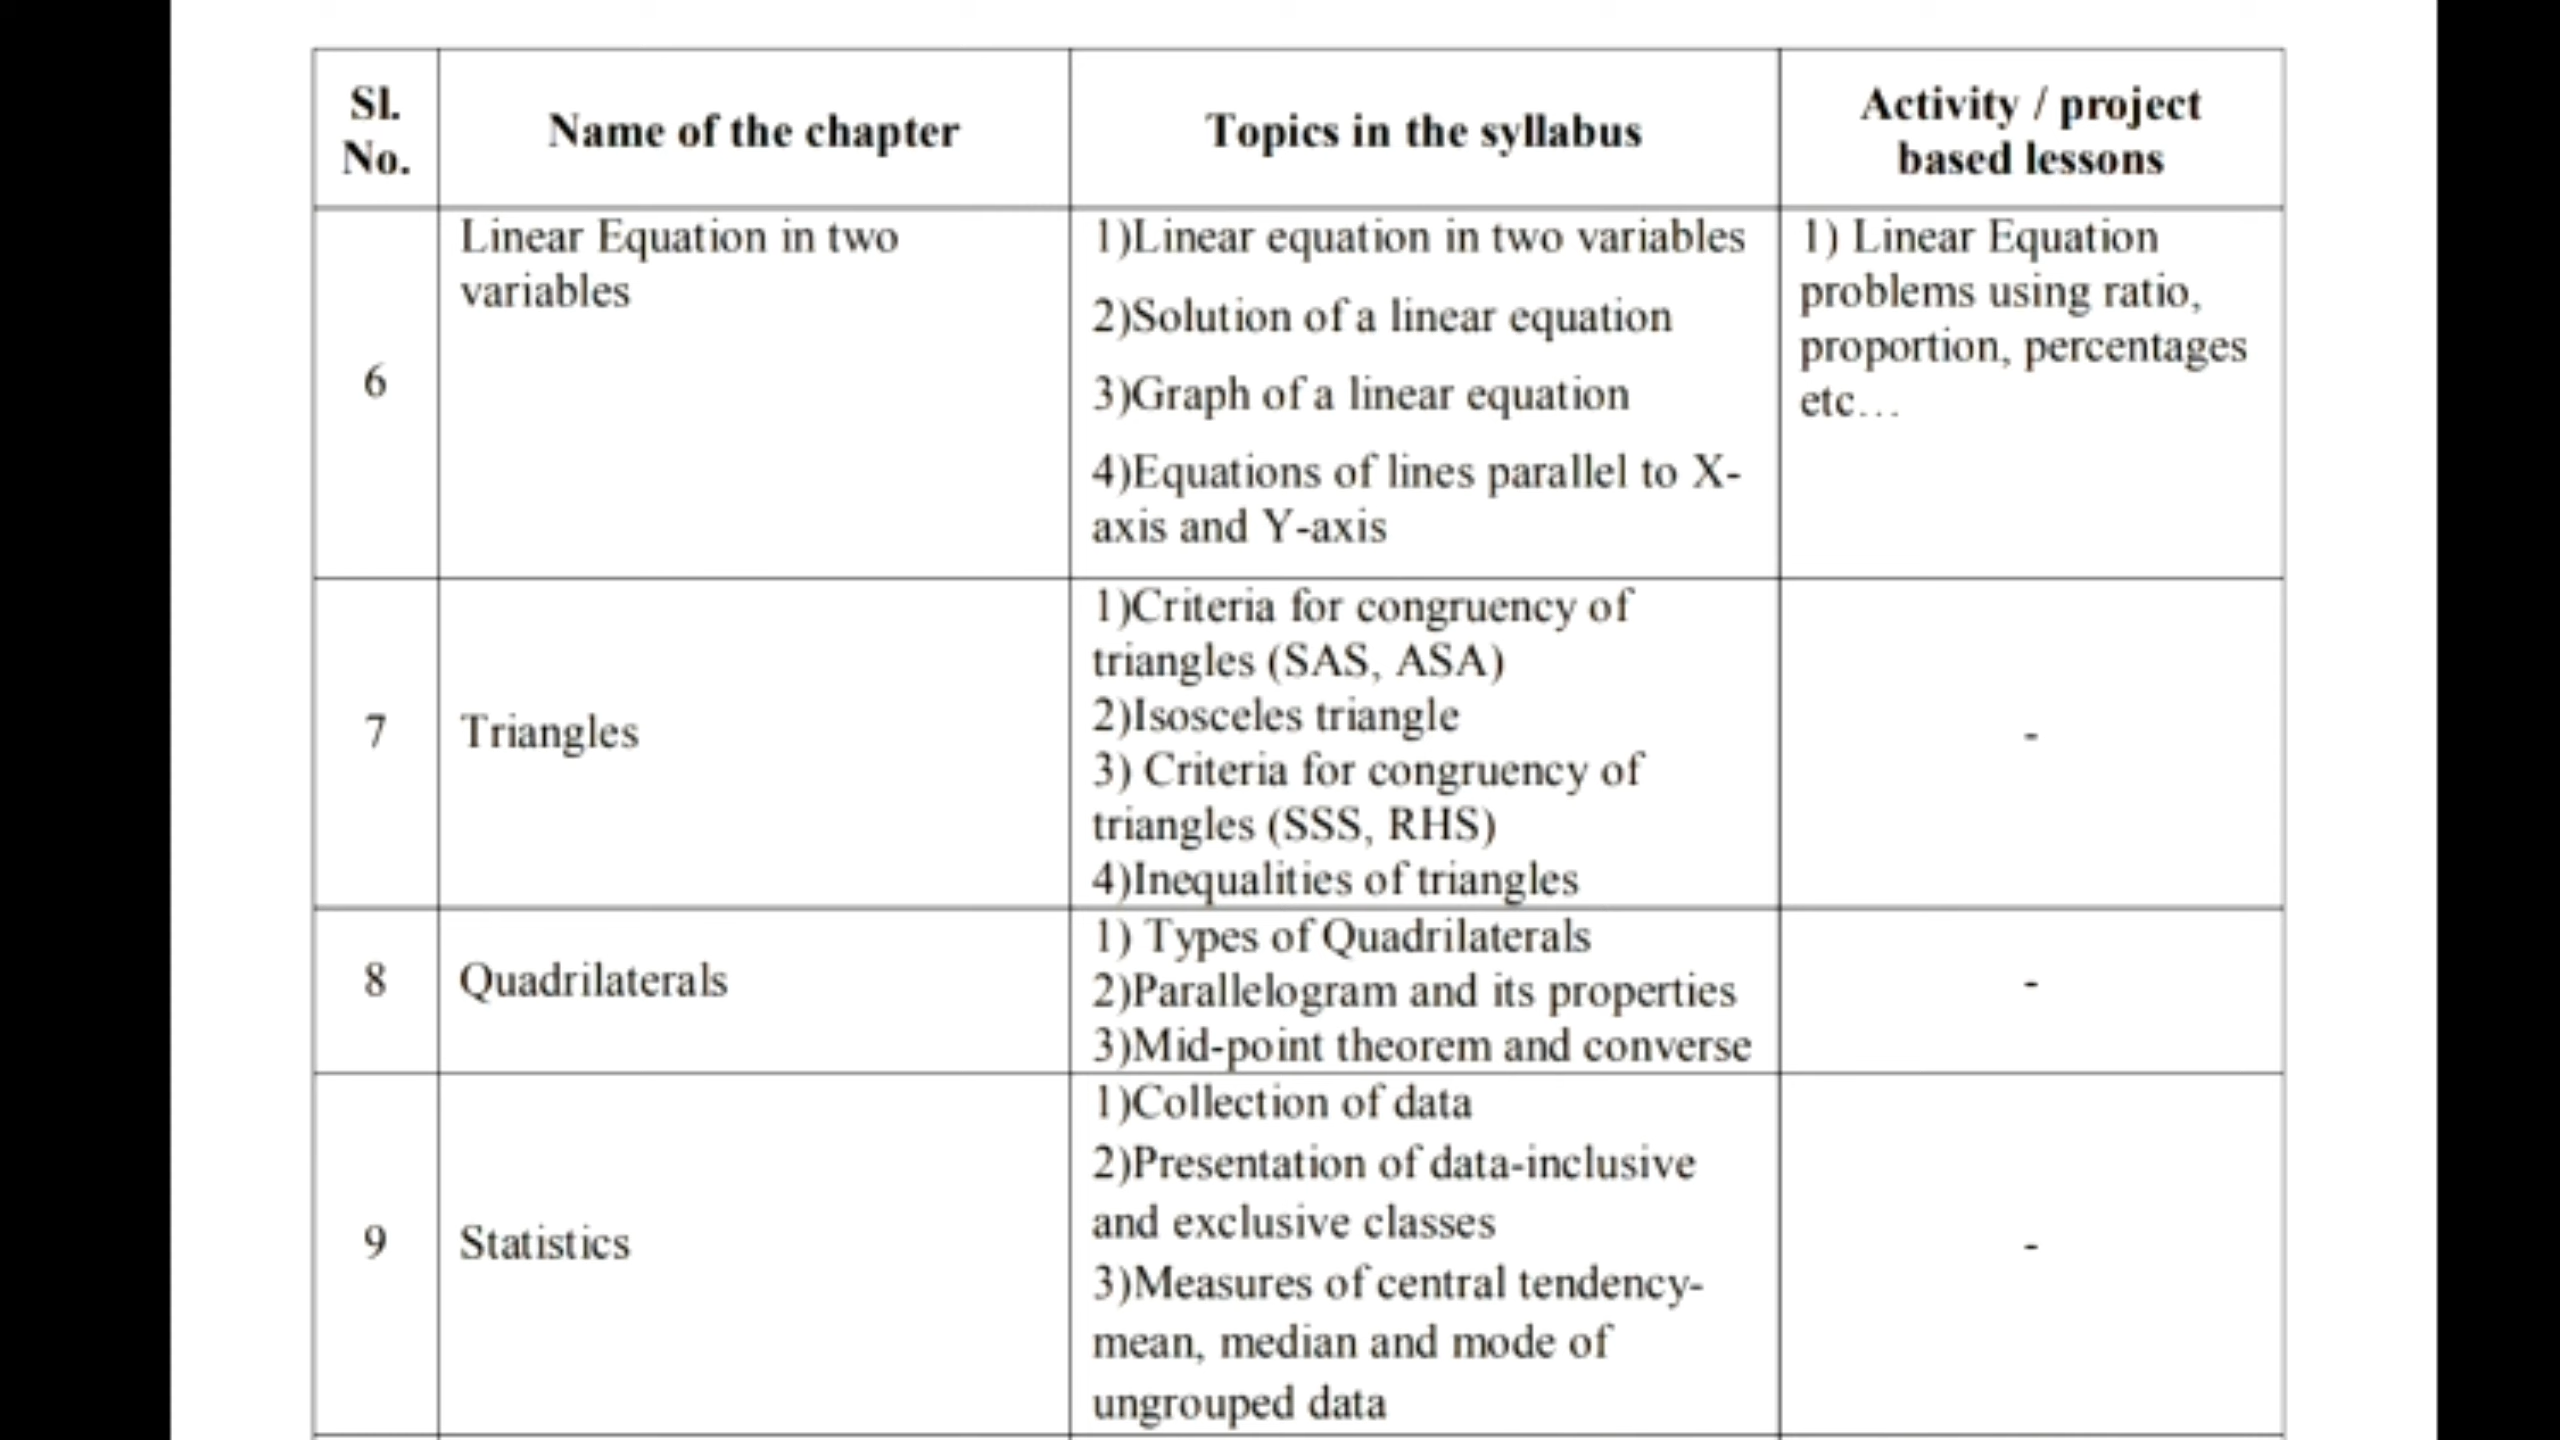 Sl.
No.
Name of the chapter
Topics in the syllabus
Activity / project
based lessons
6
Linear Equation in two
variables
1)Linear equation in two variables
2)Solution of a linear equation
3)Graph of a linear equation
4)Equations of lines parallel to X-
axis and Y-axis
1) Linear Equation
problems using ratio,
proportion, percentages
etc...
7
Triangles
1)Criteria for congruency of
triangles (SAS, ASA)
2)Isosceles triangle
3) Criteria for congruency of
triangles (SSS, RHS)
4)Inequalities of triangles
-
8
Quadrilaterals
1) Types of Quadrilaterals
2)Parallelogram and its properties
3)Mid-point theorem and converse
-
9
Statistics
1)Collection of data
2)Presentation of data-inclusive
and exclusive classes
3)Measures of central tendency-
mean, median and mode of
ungrouped data
-